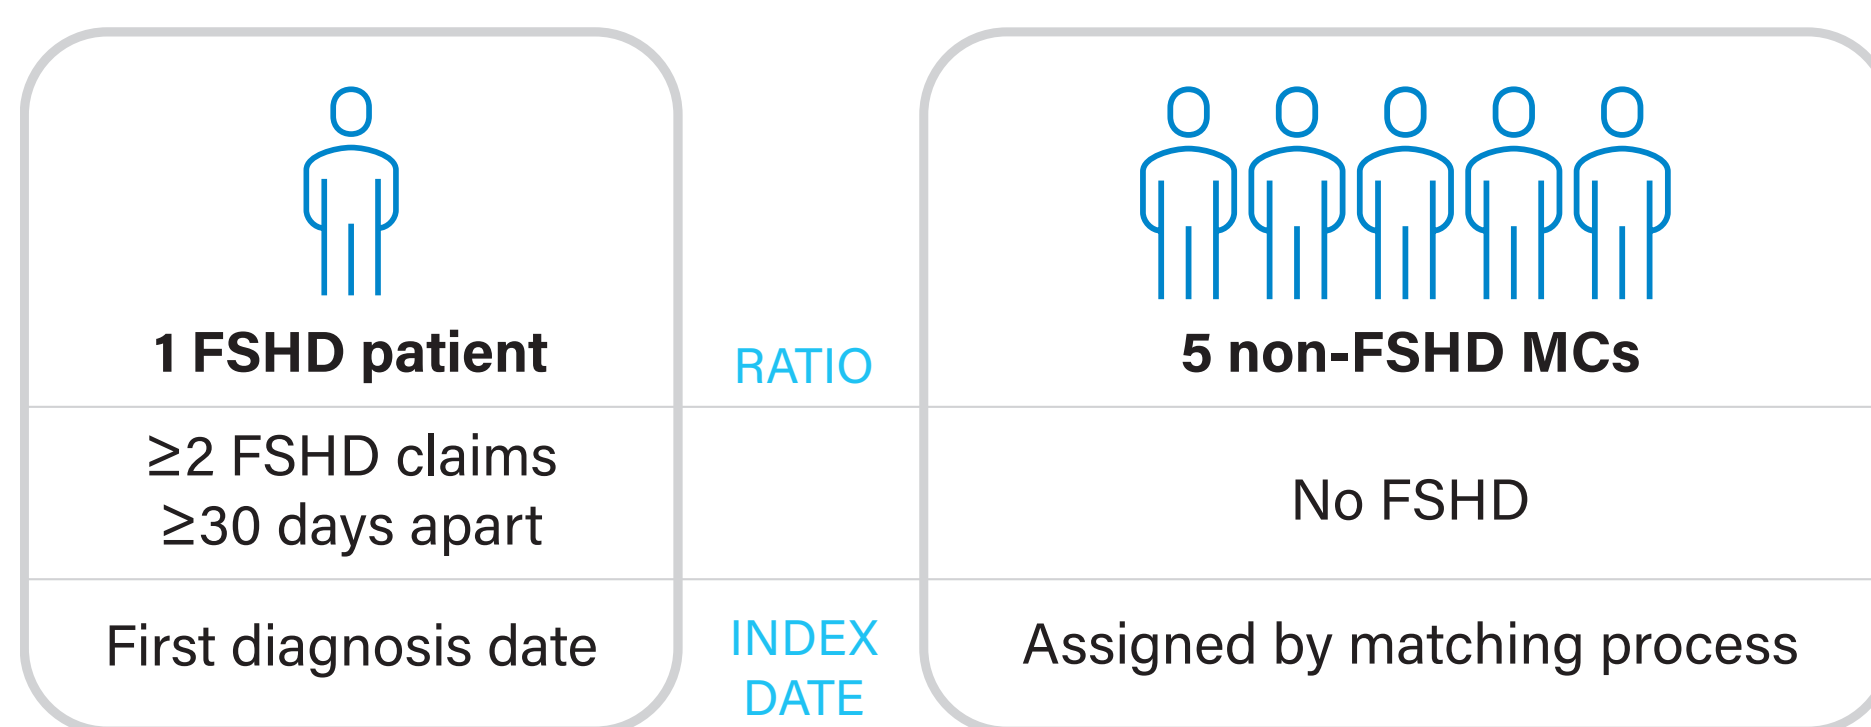 1 FSHD patient
RATIO
5 non-FSHD MCs
≥2 FSHD claims
≥30 days apart
No FSHD
First diagnosis date
INDEX
DATE
Assigned by matching process